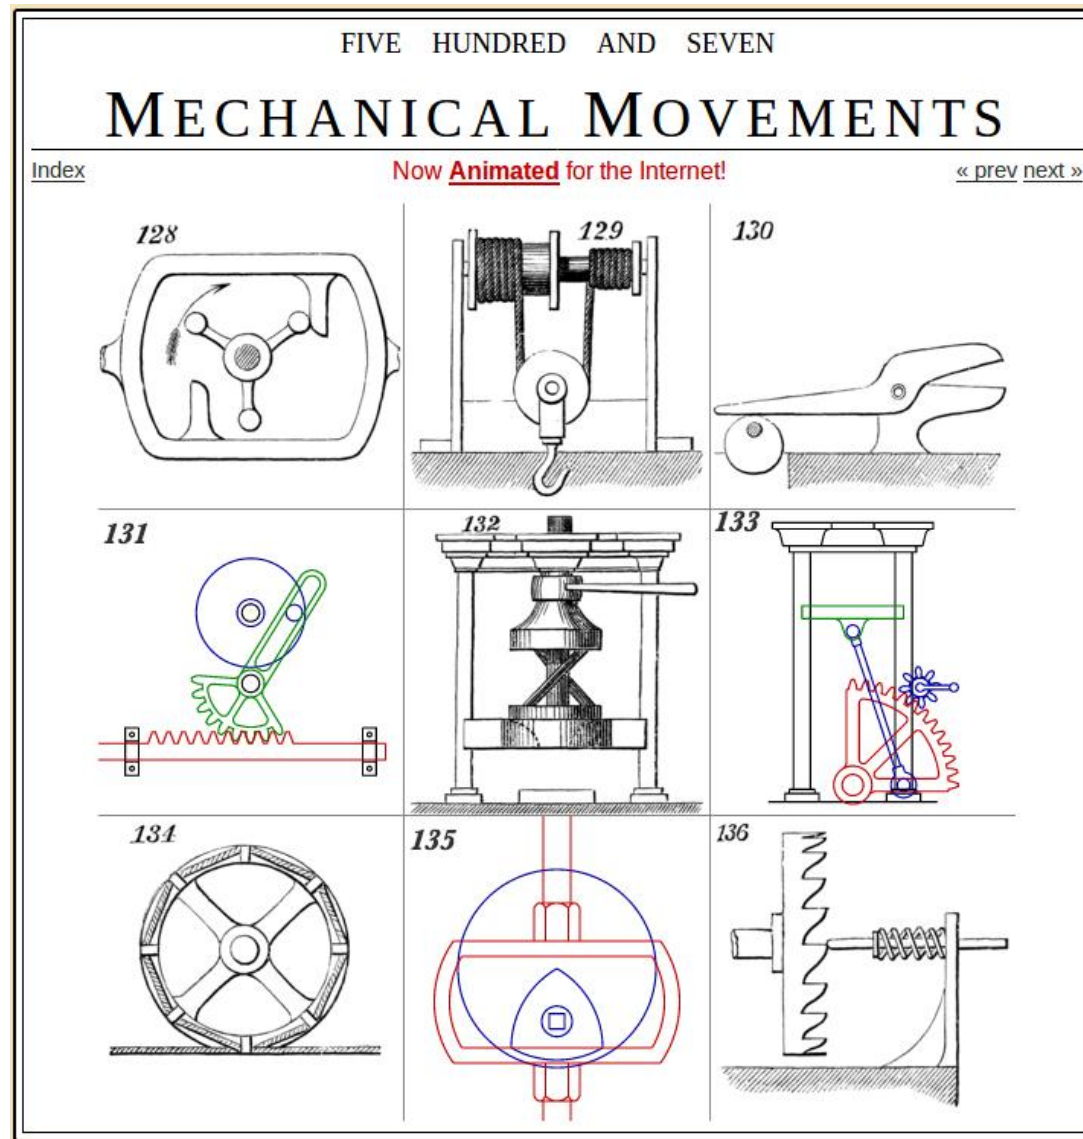 FIVE HUNDRED AND SEVEN
MECHANICAL MOVEMENTS
Index Now Animated for the Internet! « prev next »
128 129 130
131 132 133
134 135 136